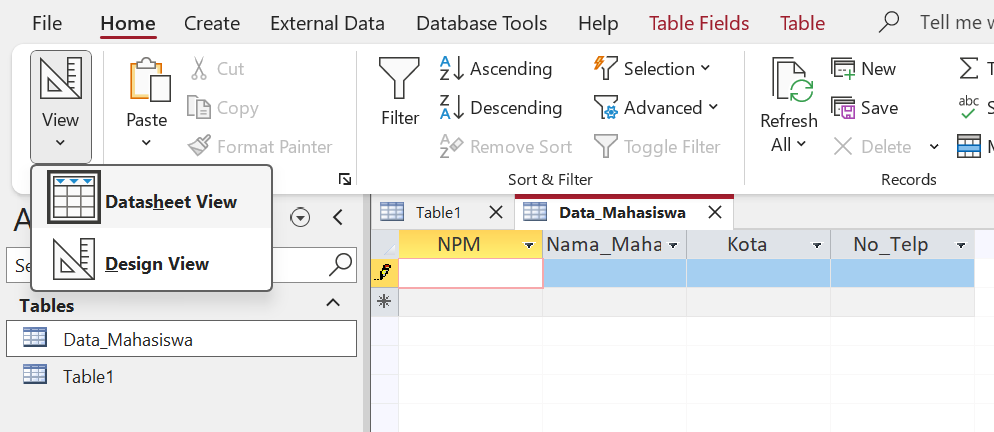 File Home Create External Data Database Tools Help Table Fields Table Tell me
View
Paste
Cut
Copy
Format Painter
Filter
Ascending
Descending
Remove Sort
Selection
Advanced
Toggle Filter
Sort & Filter
Refresh
All
New
Save
Delete
abc
Records
Datasheet View
Design View
Tables
Data_Mahasiswa
Table1
Table1 Data_Mahasiswa
NPM Nama_Maha Kota No_Telp